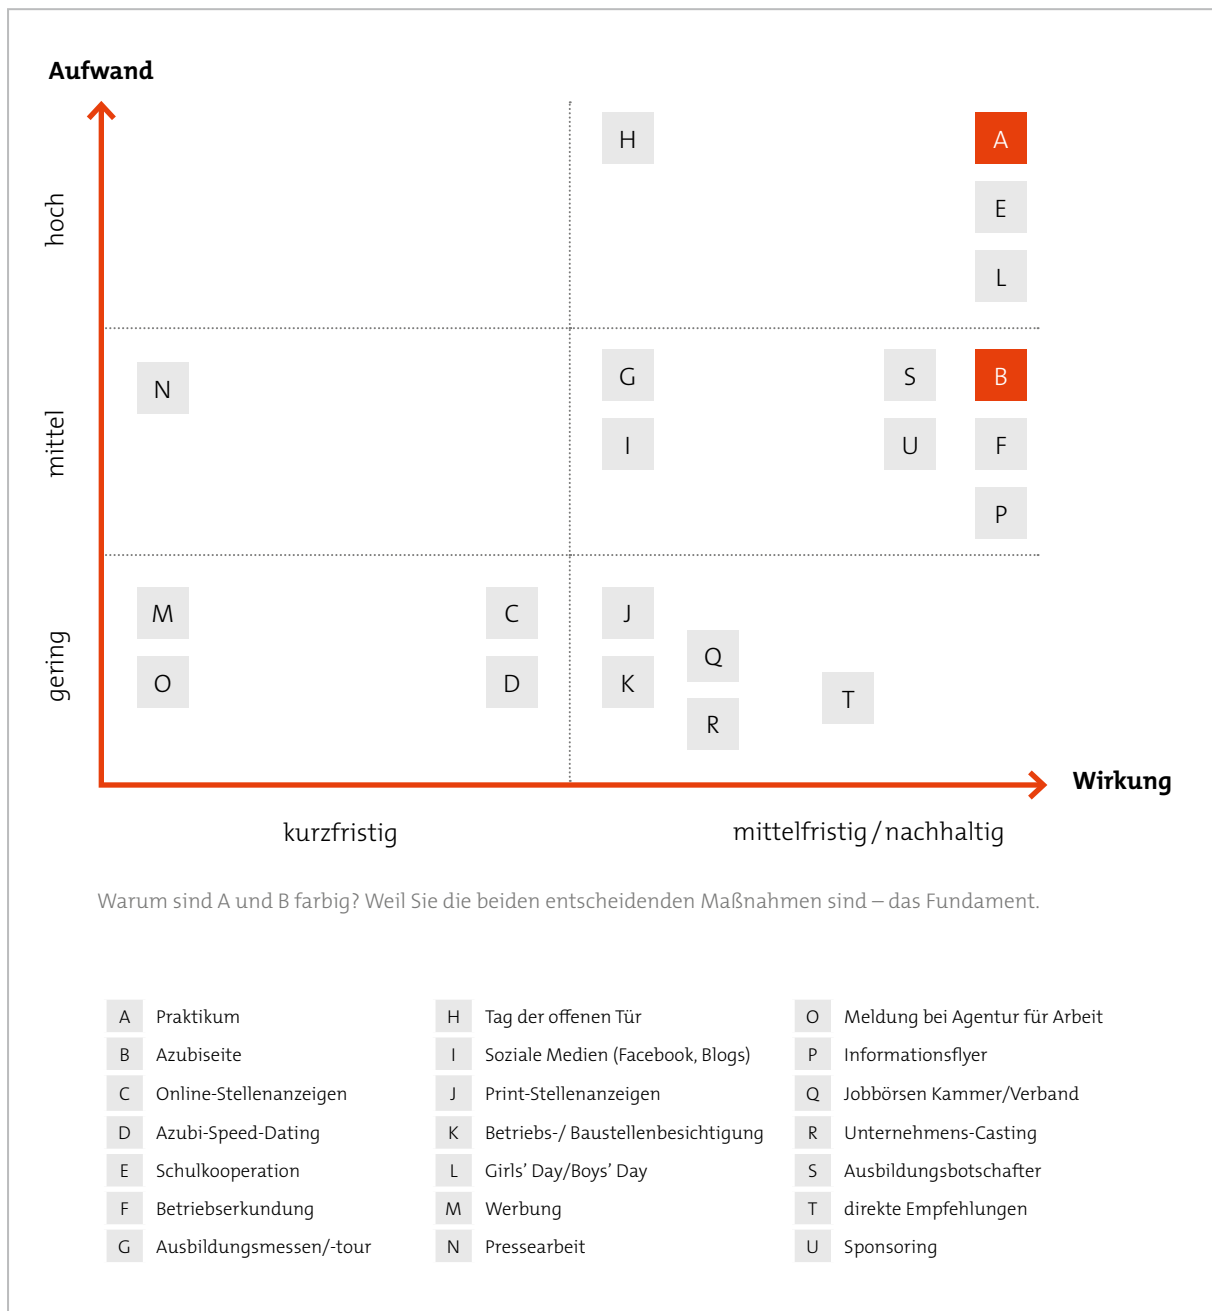 Aufwand
hoch
H
A
E
L
mittel
N
G
S
B
I
U
F
P
gering
M
C
J
Q
O
D
K
T
R
Wirkung
kurzfristig
mittelfristig / nachhaltig
Warum sind A und B farbig? Weil Sie die beiden entscheidenden Maßnahmen sind – das Fundament.
A Praktikum
B Azubiseite
C Online-Stellenanzeigen
D Azubi-Speed-Dating
E Schulkooperation
F Betriebserkundung
G Ausbildungsmessen/-tour
H Tag der offenen Tür
I Soziale Medien (Facebook, Blogs)
J Print-Stellenanzeigen
K Betriebs-/ Baustellenbesichtigung
L Girls’ Day/Boys’ Day
M Werbung
N Pressearbeit
O Meldung bei Agentur für Arbeit
P Informationsflyer
Q Jobbörsen Kammer/Verband
R Unternehmens-Casting
S Ausbildungsbotschafter
T direkte Empfehlungen
U Sponsoring